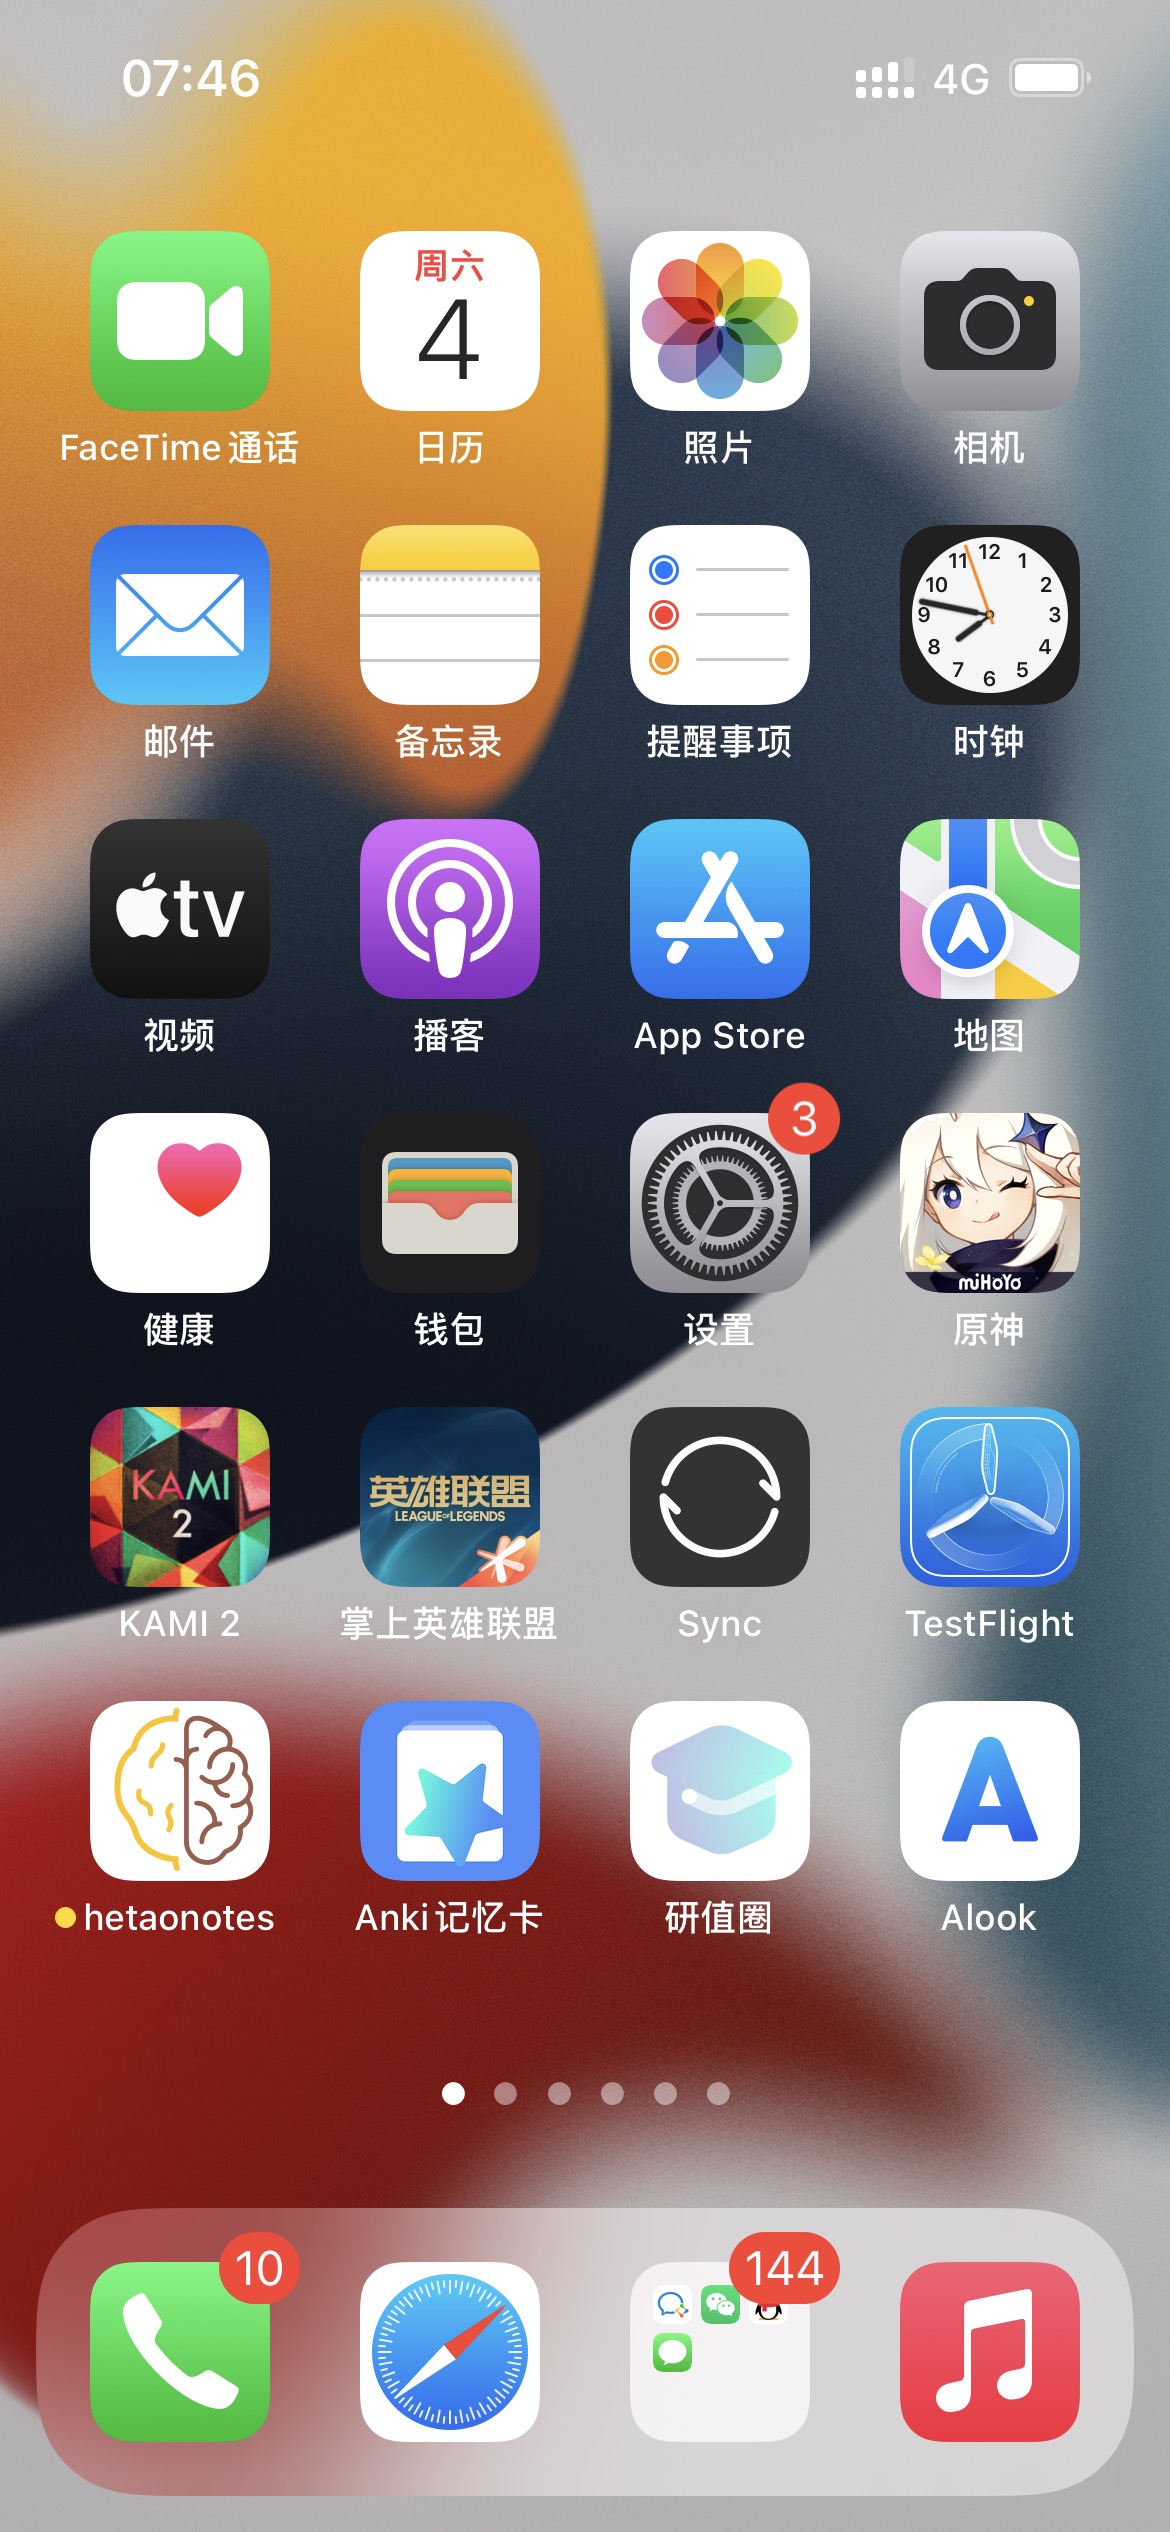 07:46
4G
周六
4
FaceTime 通话
日历
照片
相机
12
11
1
10
2
9
3
8
4
7
5
6
邮件
备忘录
提醒事项
时钟
tv
视频
播客
App Store
地图
3
miHoYo
健康
钱包
设置
原神
KAMI
2
英雄联盟
LEAGUE OF LEGENDS
KAMI 2
掌上英雄联盟
Sync
TestFlight
A
hetaonotes
Anki 记忆卡
研值圈
Alook
10
144